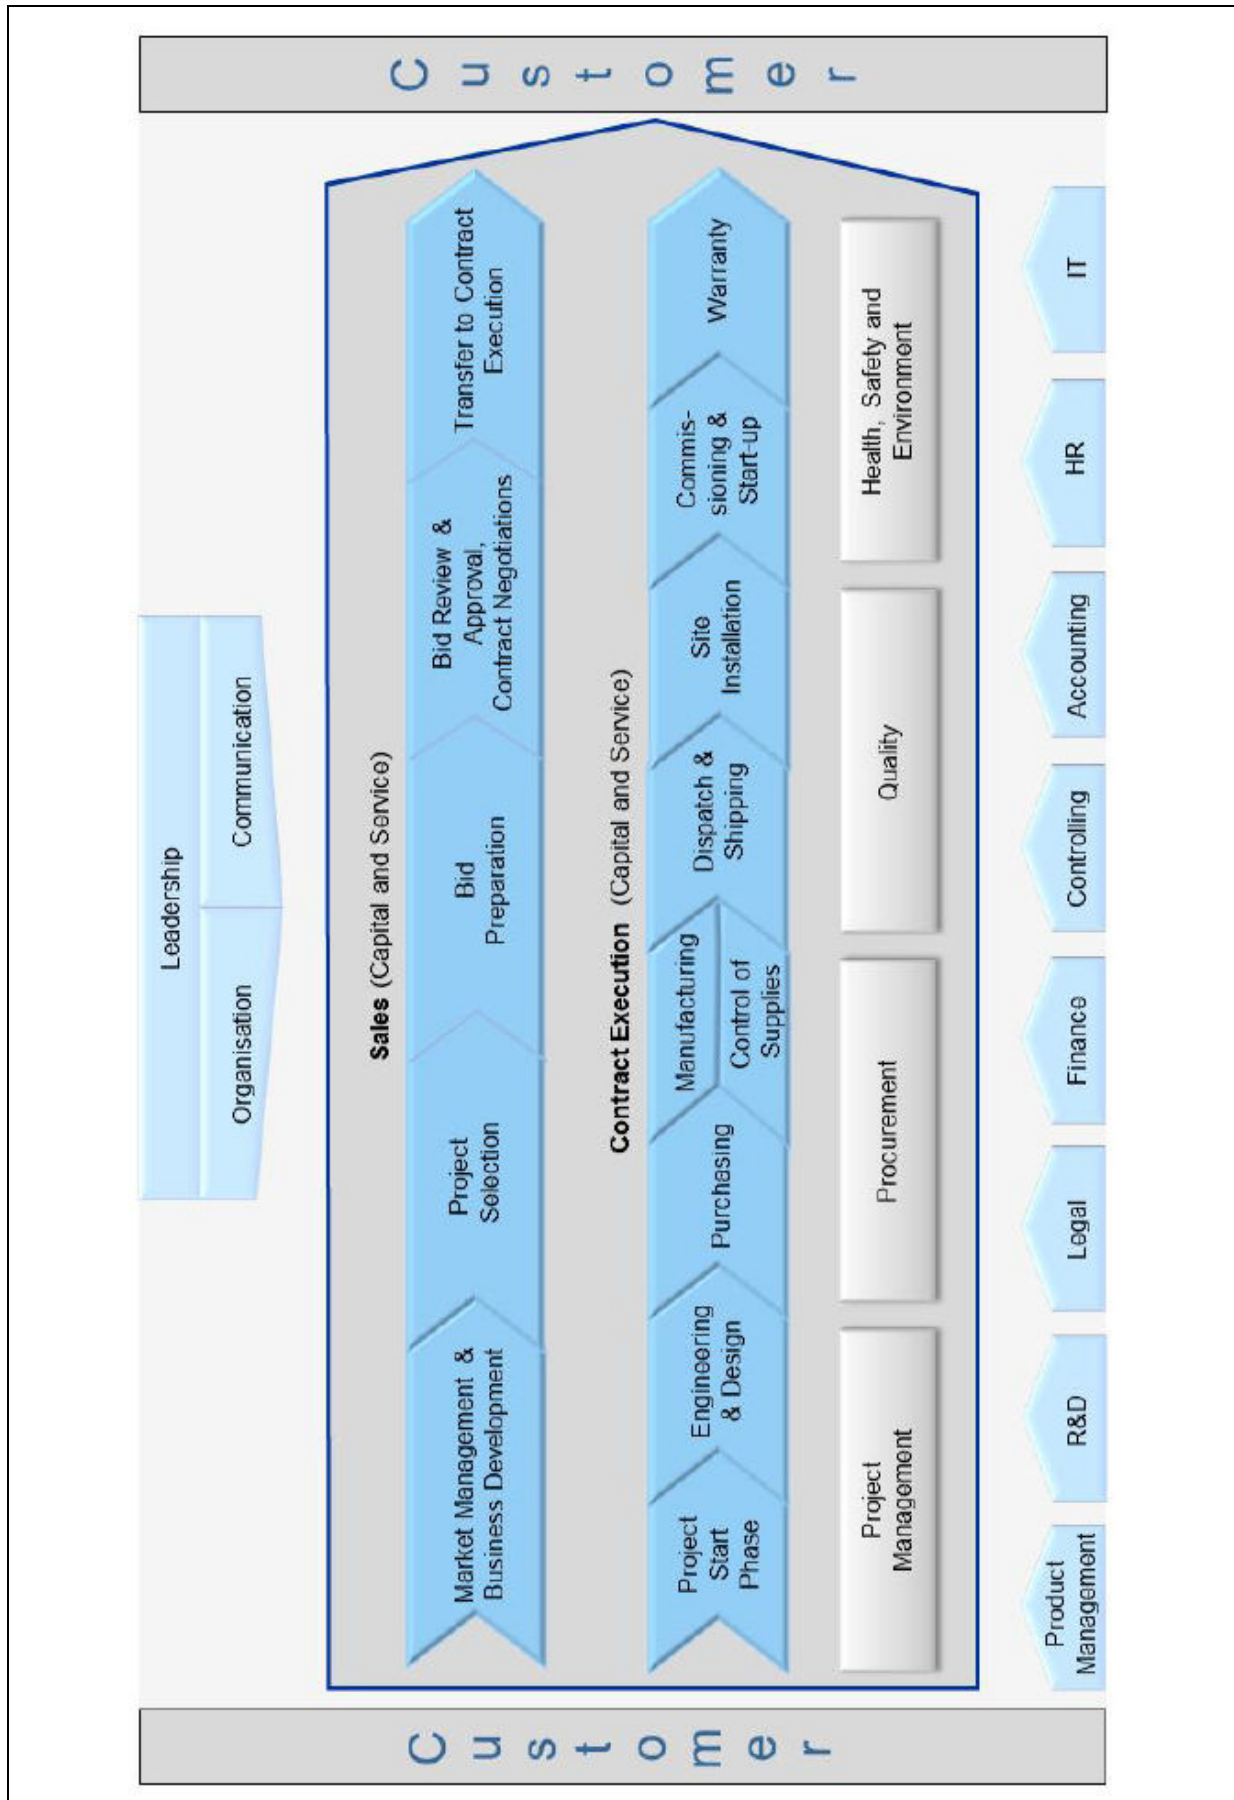 Customer
Leadership
Organisation
Communication
Sales (Capital and Service)
Market Management &
Business Development
Project
Selection
Bid
Preparation
Bid Review &
Approval,
Contract Negotiations
Transfer to Contract
Execution
Contract Execution (Capital and Service)
Project
Start
Phase
Engineering
& Design
Purchasing
Manufacturing
Control of
Supplies
Dispatch &
Shipping
Site
Installation
Commis-
sioning &
Start-up
Warranty
Project
Management
Procurement
Quality
Health, Safety and
Environment
Product
Management
R&D
Legal
Finance
Controlling
Accounting
HR
IT
Customer